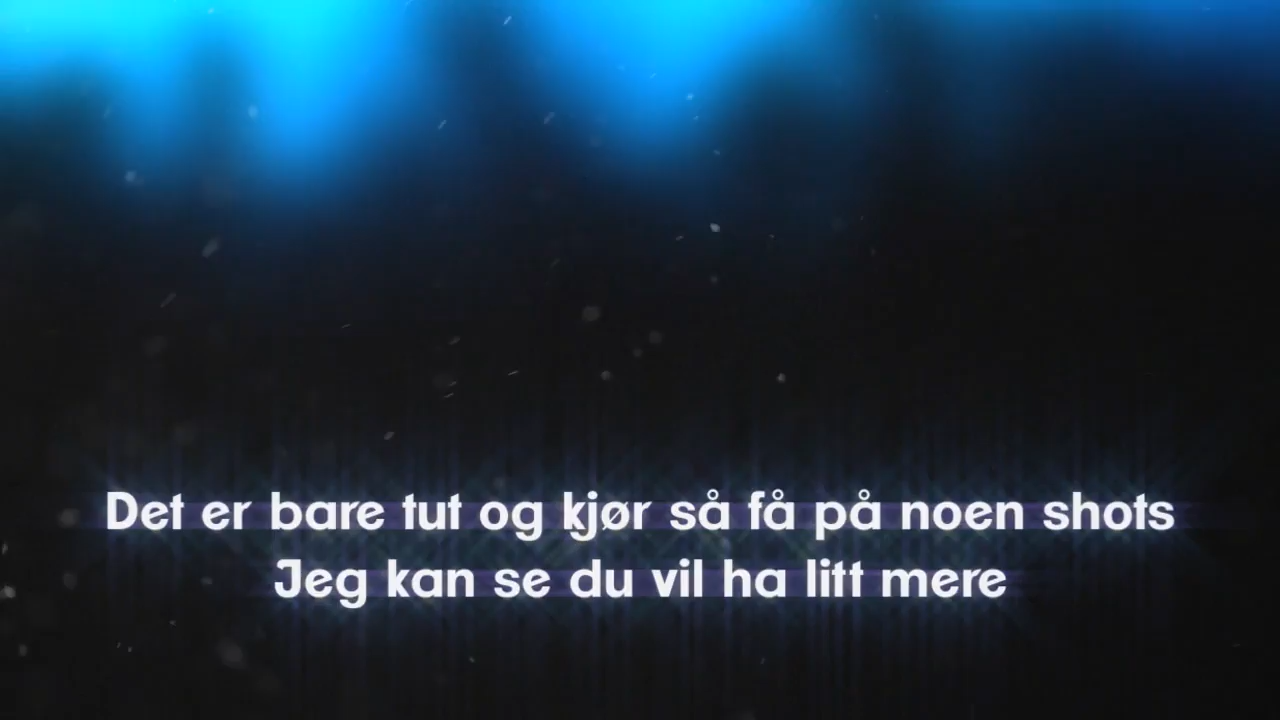 Det er bare tut og kjør så få på noen shots
Jeg kan se du vil ha litt mere